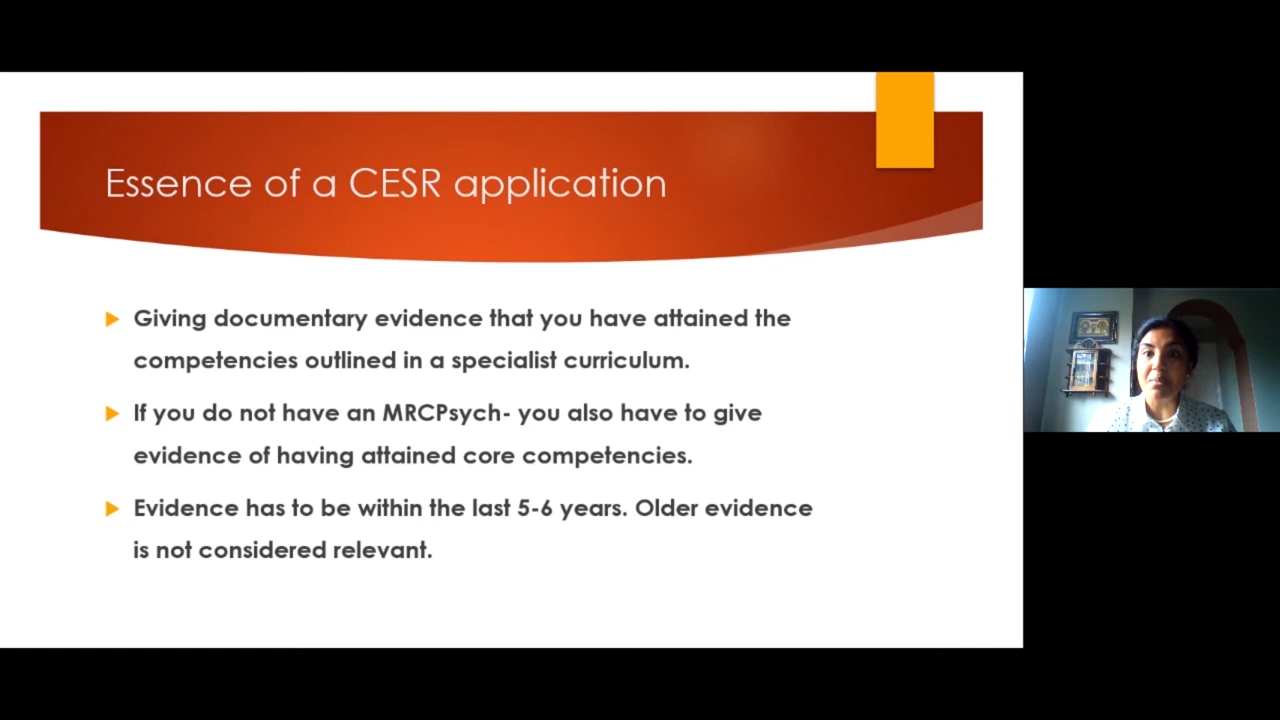 Essence of a CESR application
Giving documentary evidence that you have attained the
competencies outlined in a specialist curriculum.
If you do not have an MRCPsych- you also have to give
evidence of having attained core competencies.
Evidence has to be within the last 5-6 years. Older evidence
is not considered relevant.